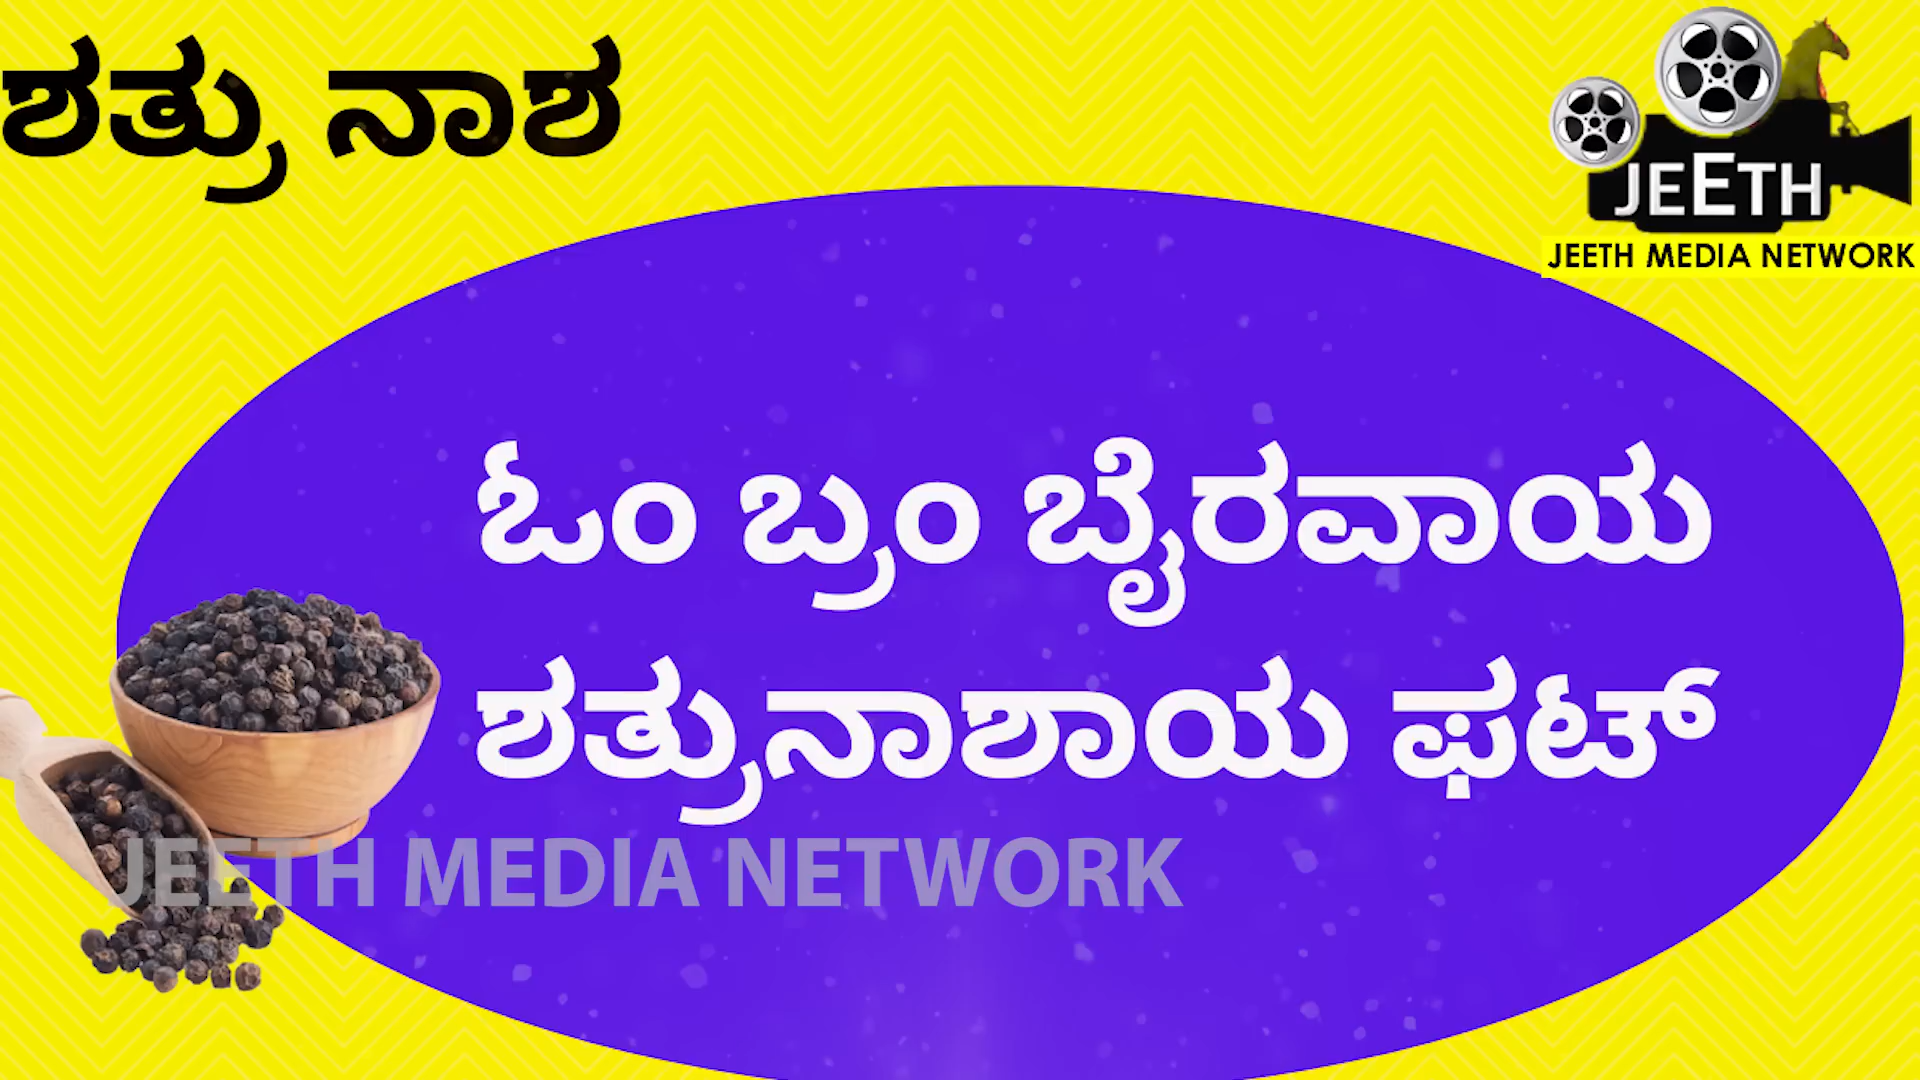 ಶತ್ರು ನಾಶ
JEETH
JEETH MEDIA NETWORK
ಓಂ ಬ್ರಂ ಬೈರವಾಯ
ಶತ್ರುನಾಶಾಯ ಫಟ್
JEETH MEDIA NETWORK